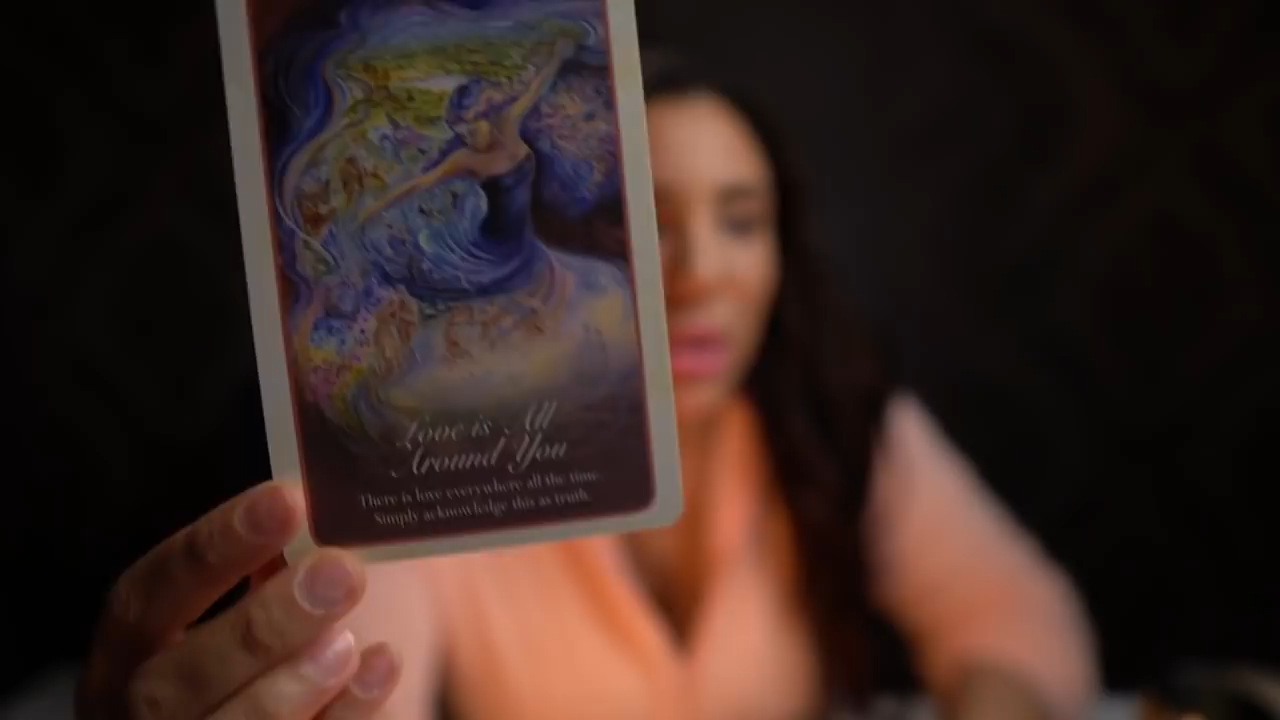 Love is All
Around You
There is love everywhere all the time.
Simply acknowledge this as truth.